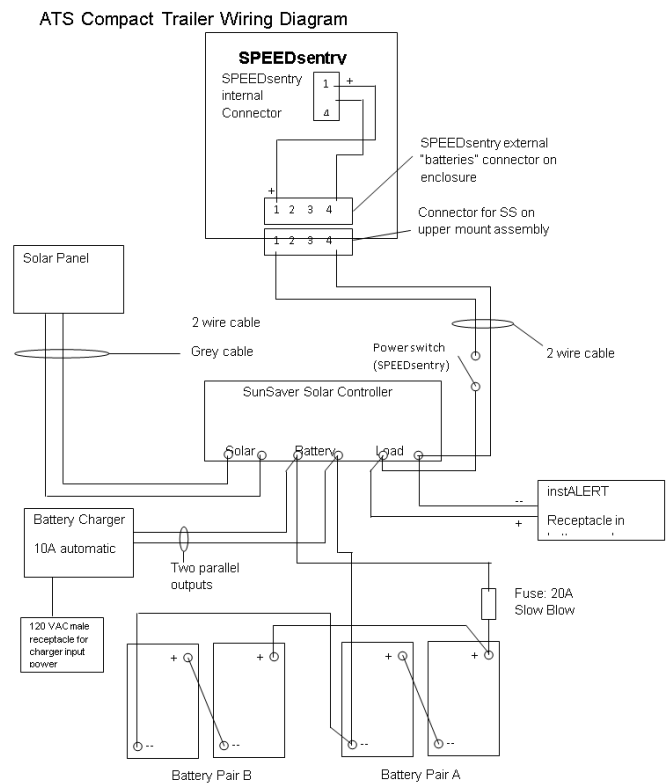 ATS Compact Trailer Wiring Diagram
SPEEDsentry
SPEEDsentry
internal
Connector
1
+
4
SPEEDsentry external
"batteries" connector on
enclosure
+
1 2 3 4
Connector for SS on
upper mount assembly
1 2 3 4
Solar Panel
2 wire cable
Grey cable
Power switch
(SPEEDsentry)
2 wire cable
SunSaver Solar Controller
Solar Battery Load
instALERT
--
+
Receptacle in
Battery Charger
10A automatic
Two parallel
outputs
Fuse: 20A
Slow Blow
120 VAC male
receptacle for
charger input
power
+ + + +
-- -- -- --
Battery Pair B
Battery Pair A